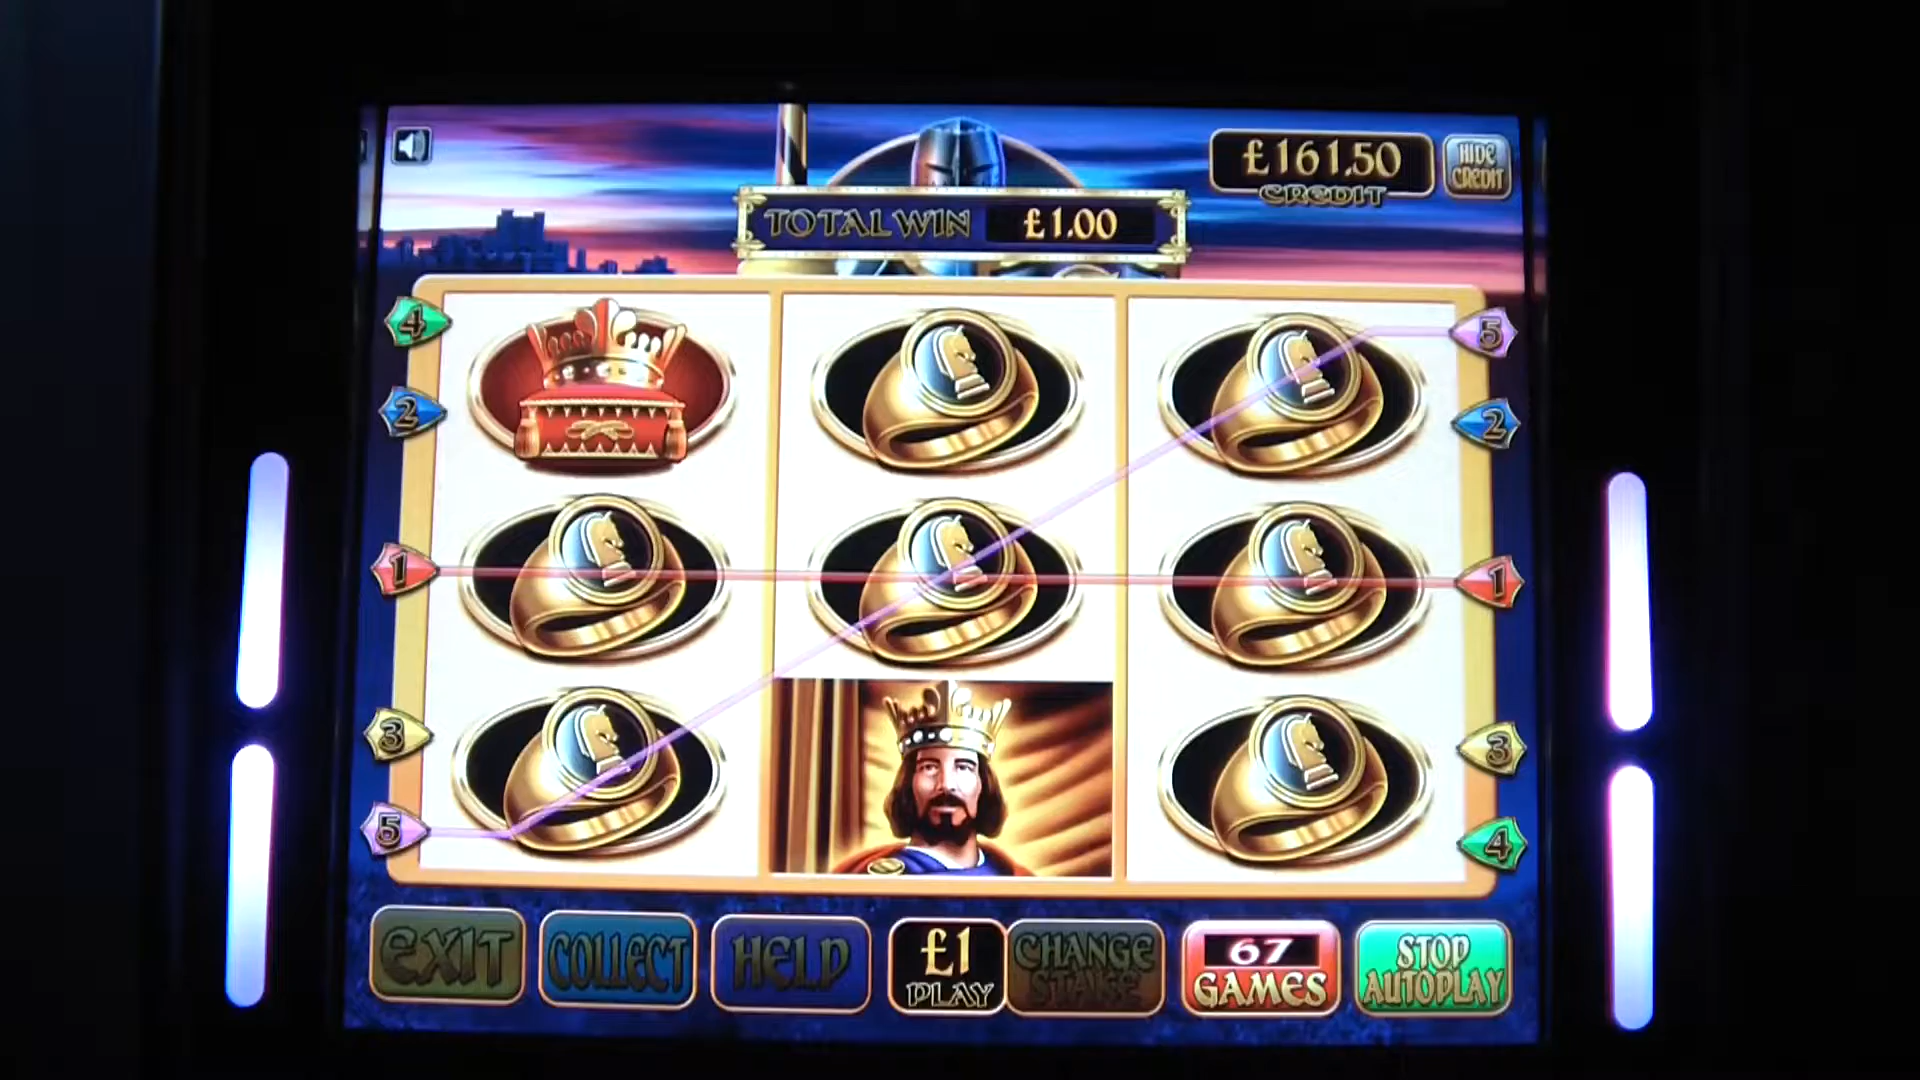 £161.50
CREDIT
HIDE
CREDIT
TOTAL WIN £1.00
4
5
2
2
1
1
3
3
5
4
EXIT
COLLECT
HELP
£1
PLAY
CHANGE
STAKE
67
GAMES
STOP
AUTOPLAY